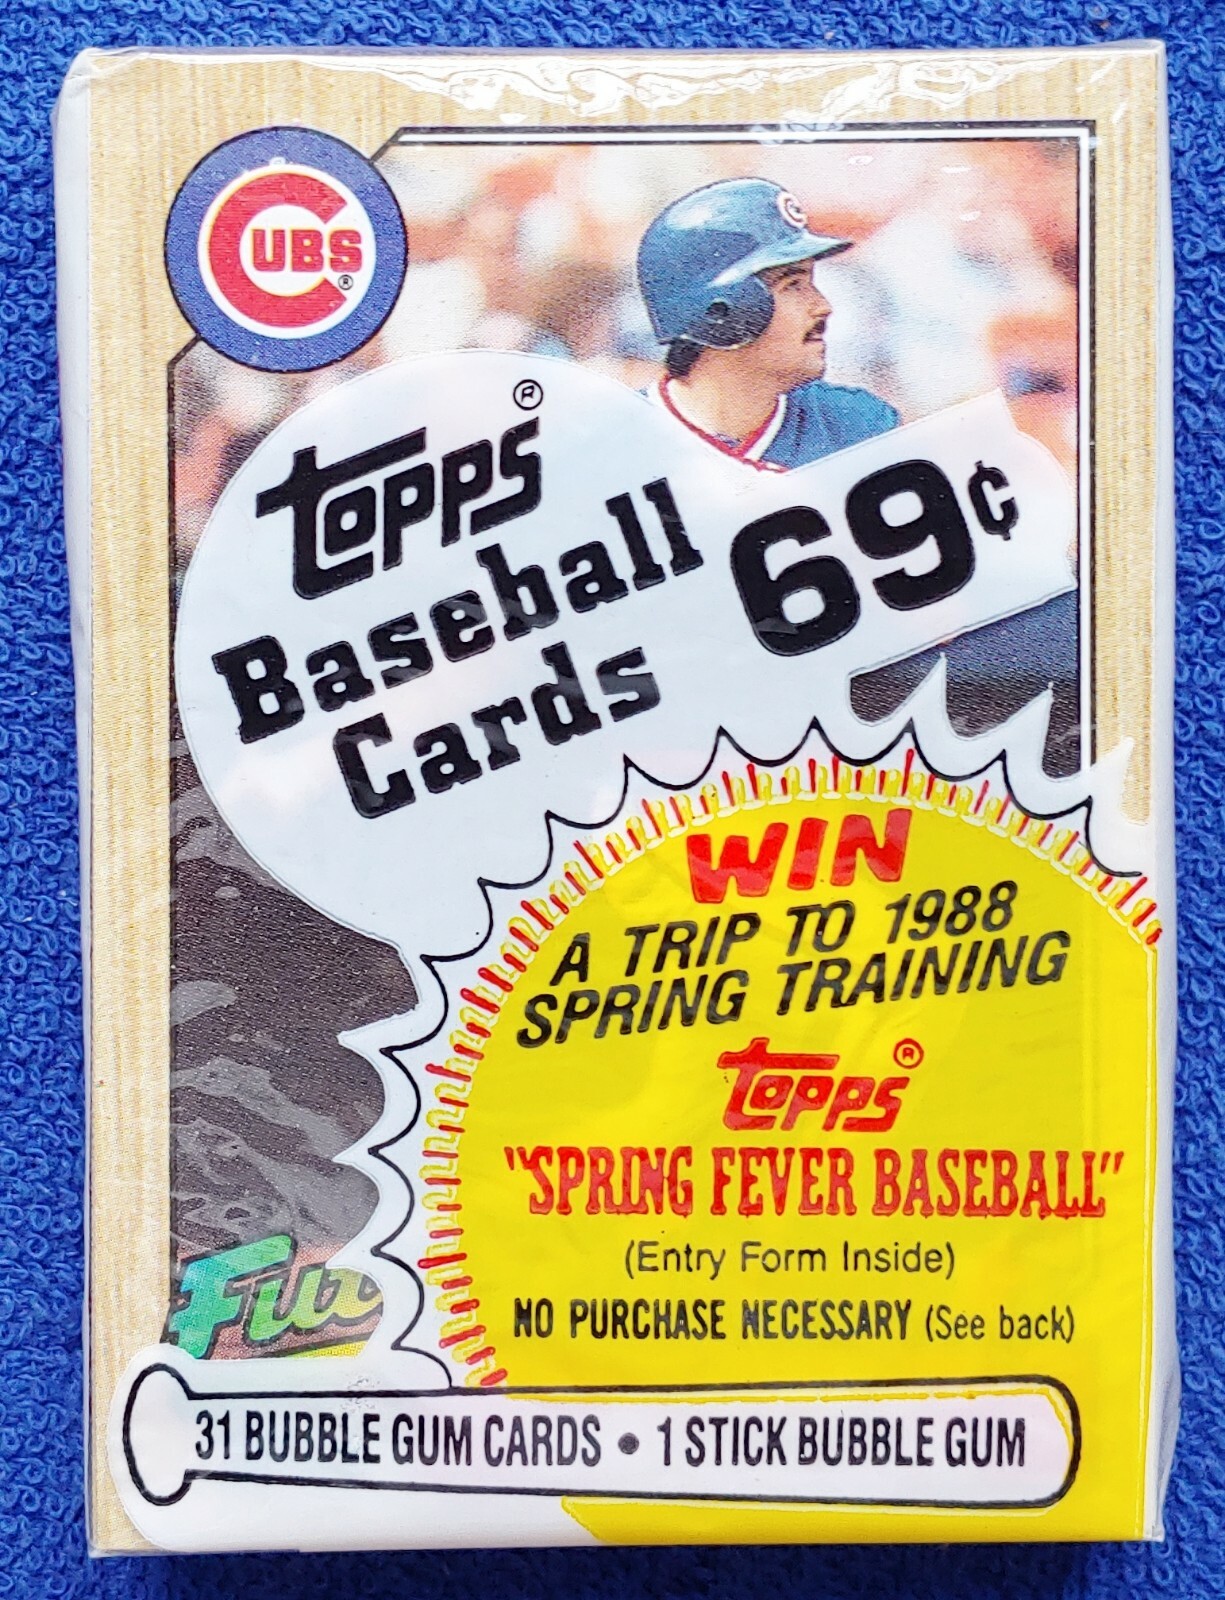 CUBS®
C
Topps®
Baseball
Cards
69¢
WIN
A TRIP TO 1988
SPRING TRAINING
Topps®
"SPRING FEVER BASEBALL"
(Entry Form Inside)
NO PURCHASE NECESSARY (See back)
31 BUBBLE GUM CARDS • 1 STICK BUBBLE GUM